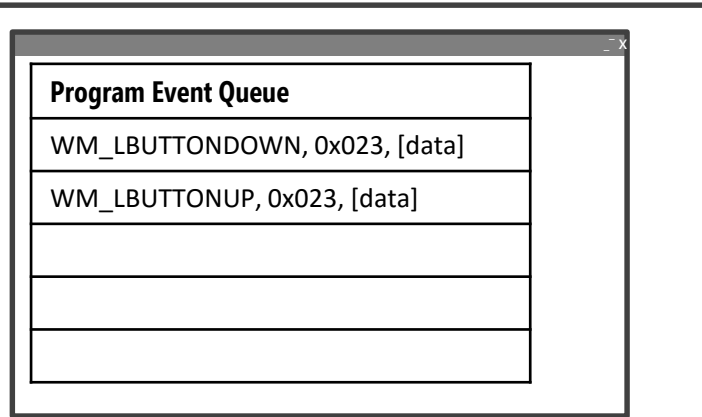 _ ‾ x
Program Event Queue
WM_LBUTTONDOWN, 0x023, [data]
WM_LBUTTONUP, 0x023, [data]